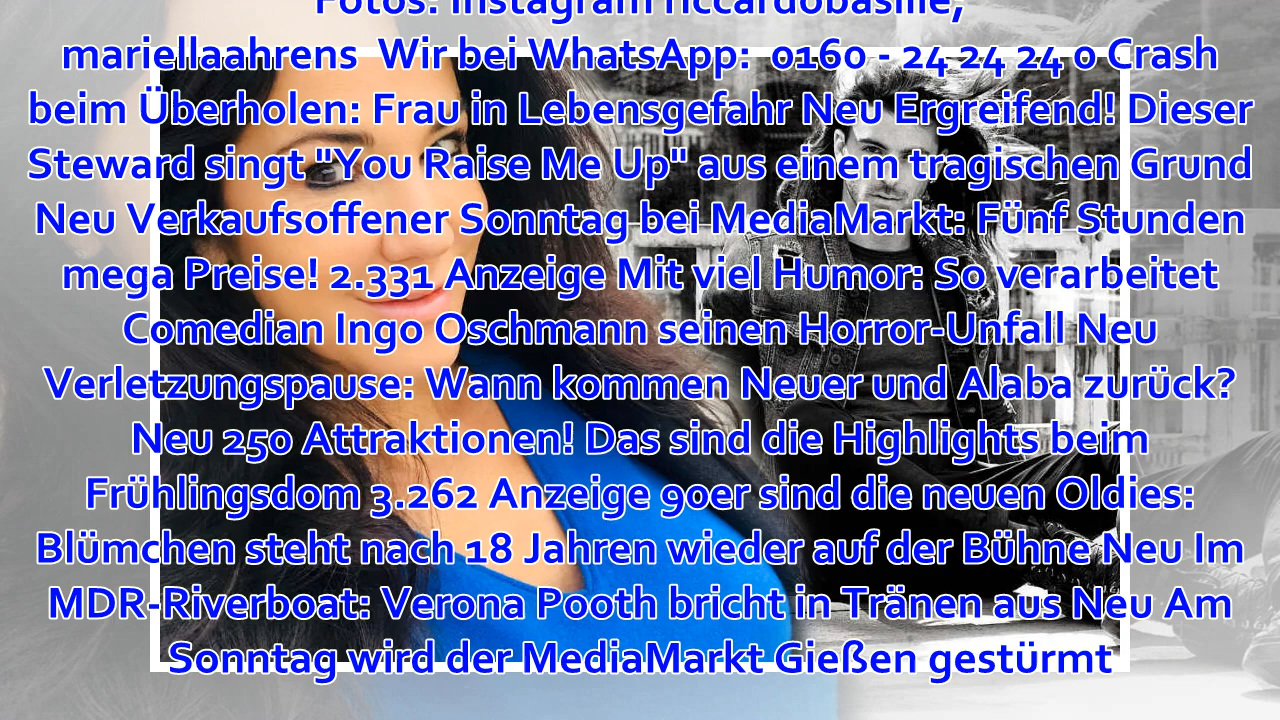 Fotos: Instagram riccardobasilie,
mariellaahrens Wir bei WhatsApp: 0160 - 24 24 24 0 Crash
beim Überholen: Frau in Lebensgefahr Neu Ergreifend! Dieser
Steward singt "You Raise Me Up" aus einem tragischen Grund
Neu Verkaufsoffener Sonntag bei MediaMarkt: Fünf Stunden
mega Preise! 2.331 Anzeige Mit viel Humor: So verarbeitet
Comedian Ingo Oschmann seinen Horror-Unfall Neu
Verletzungspause: Wann kommen Neuer und Alaba zurück?
Neu 250 Attraktionen! Das sind die Highlights beim
Frühlingsdom 3.262 Anzeige 90er sind die neuen Oldies:
Blümchen steht nach 18 Jahren wieder auf der Bühne Neu Im
MDR-Riverboat: Verona Pooth bricht in Tränen aus Neu Am
Sonntag wird der MediaMarkt Gießen gestürmt